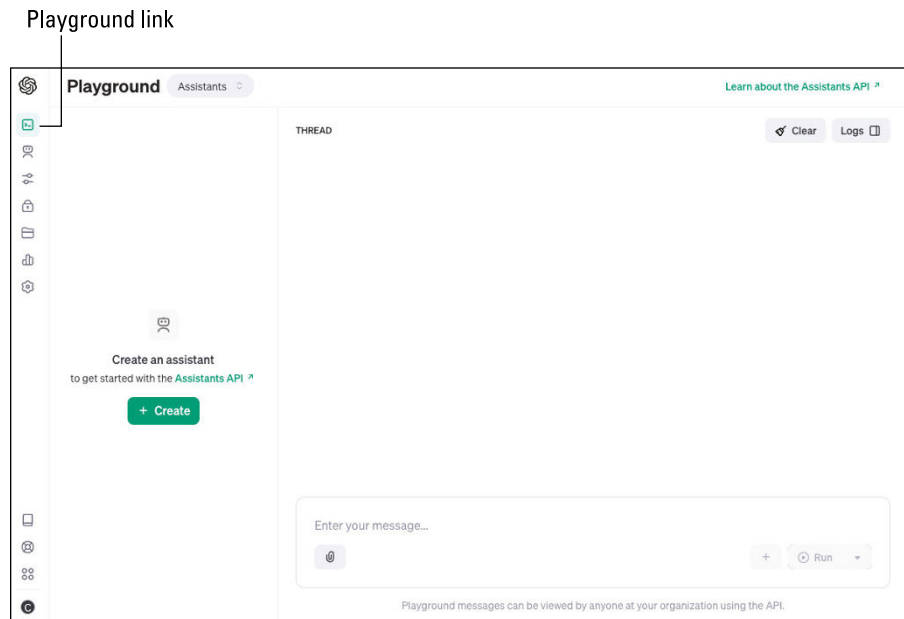 Playground link
Playground Assistants
Learn about the Assistants API ↗
THREAD
Clear
Logs
Create an assistant
to get started with the Assistants API ↗
+ Create
Enter your message...
+ Run
Playground messages can be viewed by anyone at your organization using the API.
C